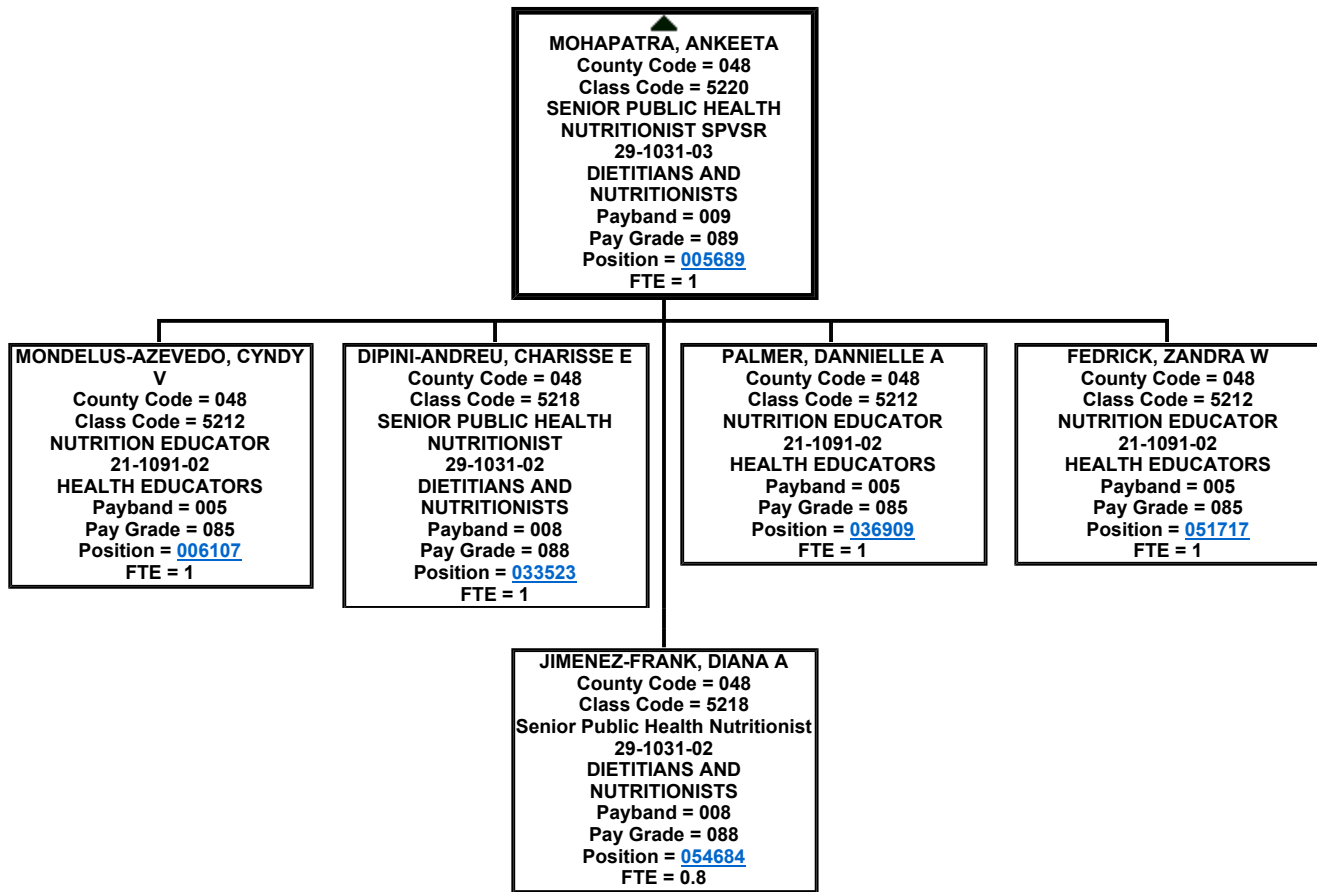 MOHAPATRA, ANKEETA
County Code = 048
Class Code = 5220
SENIOR PUBLIC HEALTH
NUTRITIONIST SPVSR
29-1031-03
DIETITIANS AND
NUTRITIONISTS
Payband = 009
Pay Grade = 089
Position = 005689
FTE = 1
MONDELUS-AZEVEDO, CYNDY
V
County Code = 048
Class Code = 5212
NUTRITION EDUCATOR
21-1091-02
HEALTH EDUCATORS
Payband = 005
Pay Grade = 085
Position = 006107
FTE = 1
DIPINI-ANDREU, CHARISSE E
County Code = 048
Class Code = 5218
SENIOR PUBLIC HEALTH
NUTRITIONIST
29-1031-02
DIETITIANS AND
NUTRITIONISTS
Payband = 008
Pay Grade = 088
Position = 033523
FTE = 1
PALMER, DANNIELLE A
County Code = 048
Class Code = 5212
NUTRITION EDUCATOR
21-1091-02
HEALTH EDUCATORS
Payband = 005
Pay Grade = 085
Position = 036909
FTE = 1
FEDRICK, ZANDRA W
County Code = 048
Class Code = 5212
NUTRITION EDUCATOR
21-1091-02
HEALTH EDUCATORS
Payband = 005
Pay Grade = 085
Position = 051717
FTE = 1
JIMENEZ-FRANK, DIANA A
County Code = 048
Class Code = 5218
Senior Public Health Nutritionist
29-1031-02
DIETITIANS AND
NUTRITIONISTS
Payband = 008
Pay Grade = 088
Position = 054684
FTE = 0.8